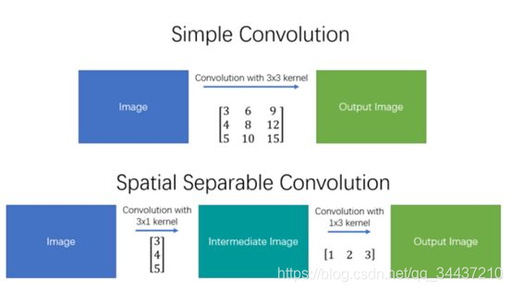 Simple Convolution
Image
Convolution with 3x3 kernel
3 6 9
4 8 12
5 10 15
Output Image
Spatial Separable Convolution
Image
Convolution with
3x1 kernel
3
4
5
Intermediate Image
Convolution with
1x3 kernel
[1 2 3]
Output Image
https://blog.csdn.net/qq_34437210